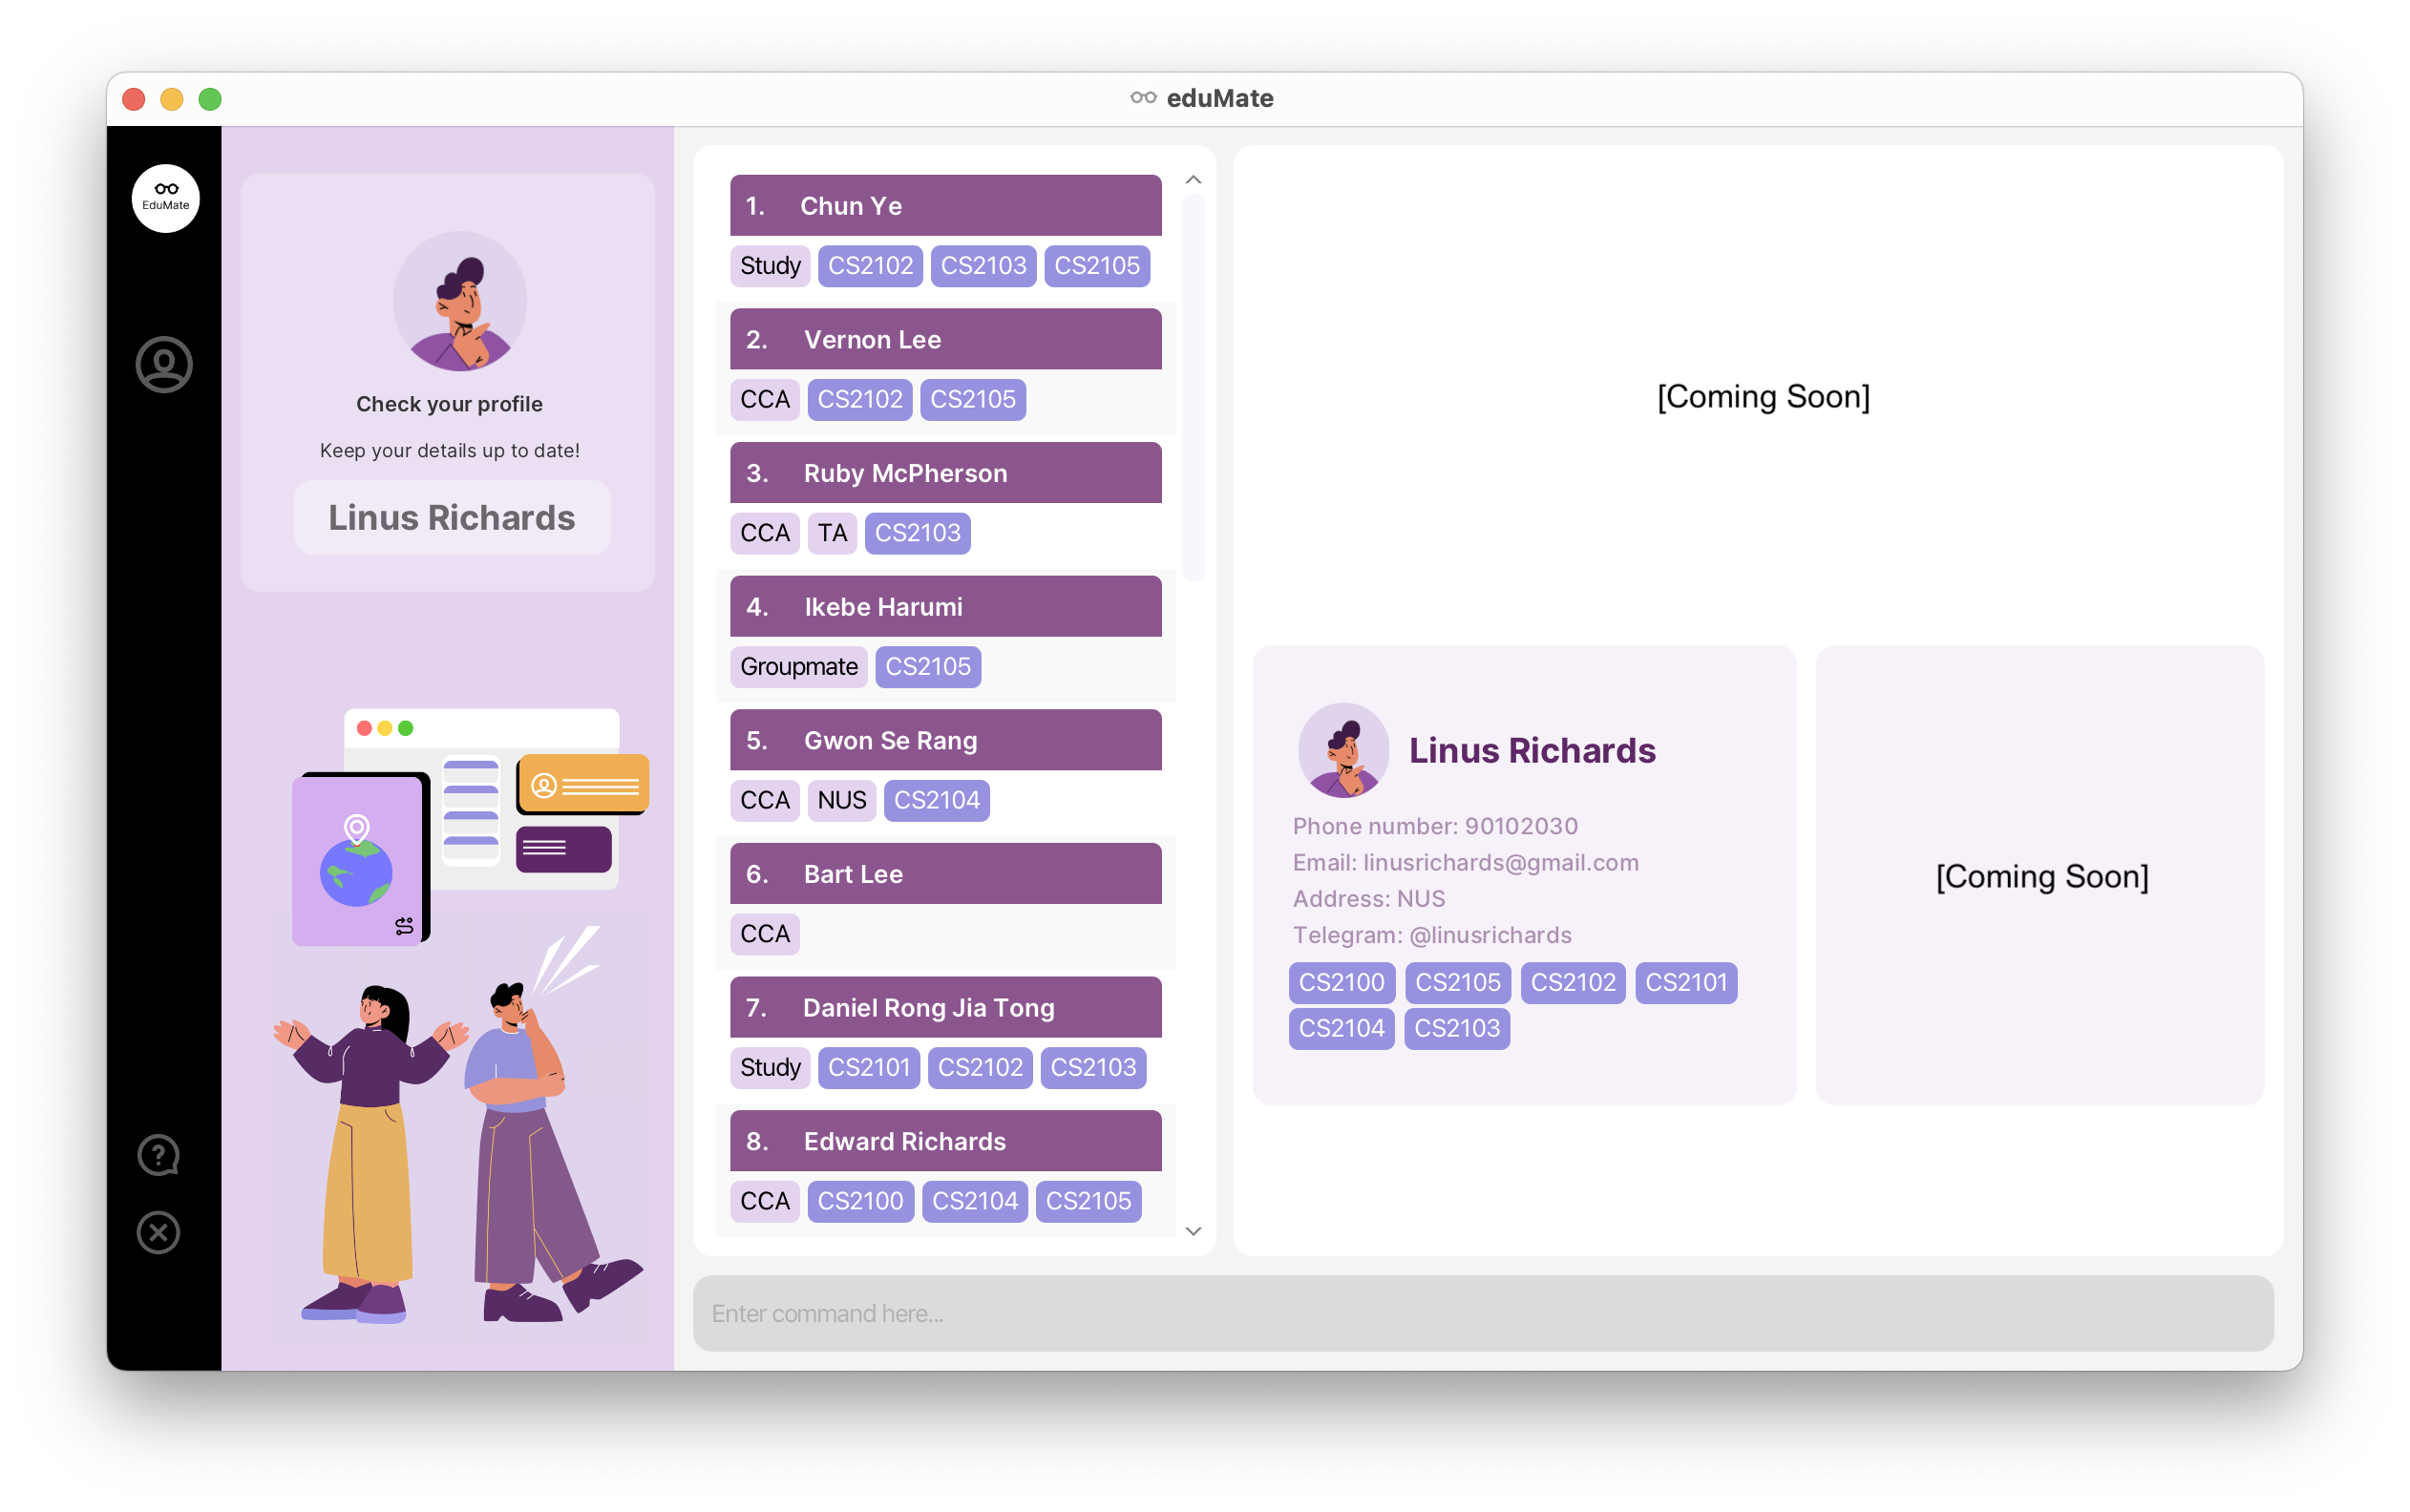 eduMate
EduMate
Check your profile
Keep your details up to date!
Linus Richards
1. Chun Ye
Study CS2102 CS2103 CS2105
2. Vernon Lee
CCA CS2102 CS2105
3. Ruby McPherson
CCA TA CS2103
4. Ikebe Harumi
Groupmate CS2105
5. Gwon Se Rang
CCA NUS CS2104
6. Bart Lee
CCA
7. Daniel Rong Jia Tong
Study CS2101 CS2102 CS2103
8. Edward Richards
CCA CS2100 CS2104 CS2105
[Coming Soon]
Linus Richards
Phone number: 90102030
Email: linusrichards@gmail.com
Address: NUS
Telegram: @linusrichards
CS2100 CS2105 CS2102 CS2101
CS2104 CS2103
[Coming Soon]
Enter command here...